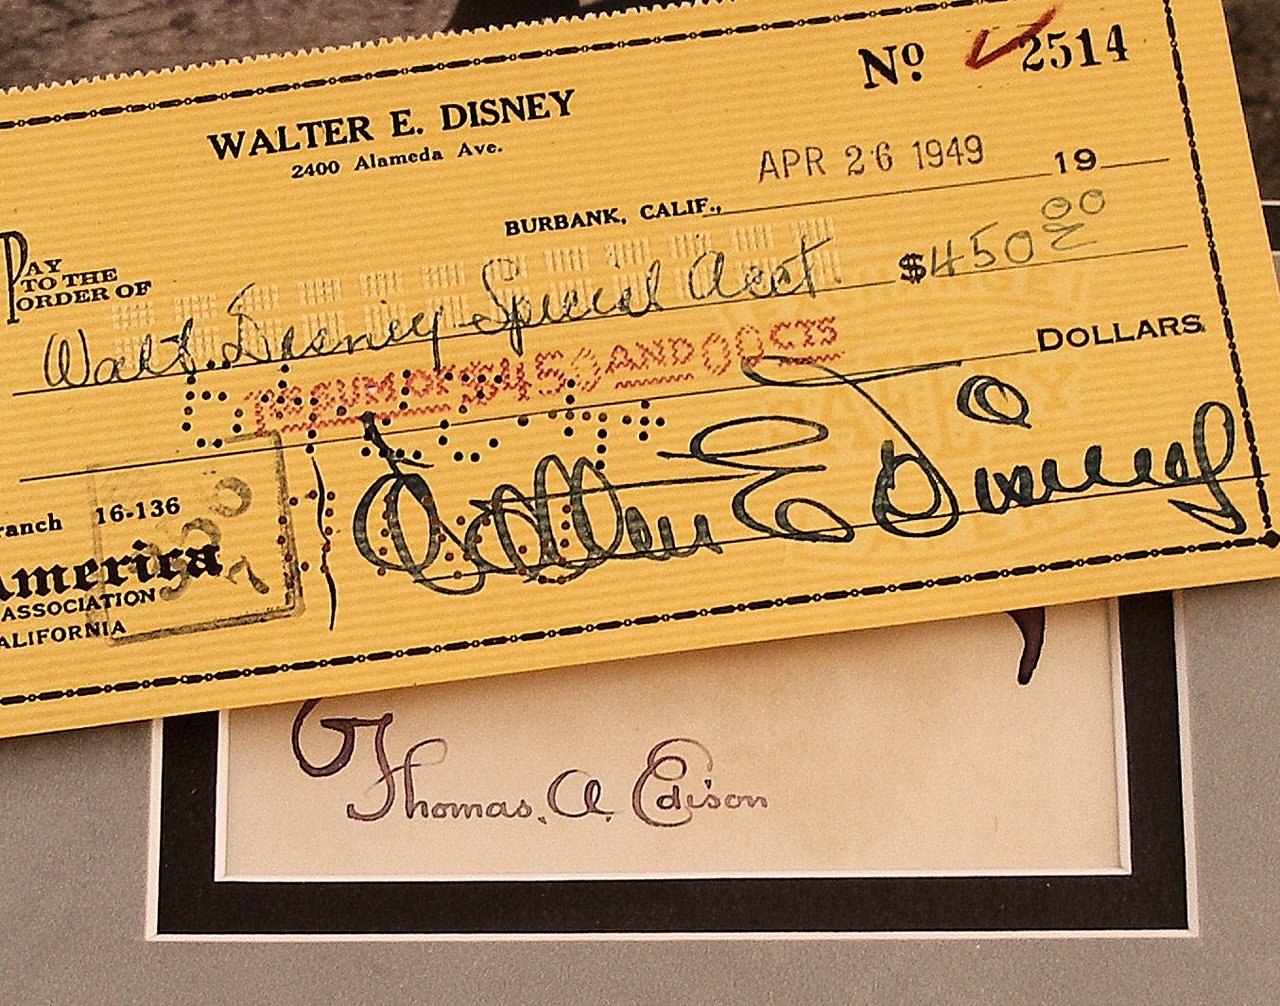 Nº 2514
WALTER E. DISNEY
2400 Alameda Ave.
APR 26 1949 19
BURBANK, CALIF.,
PAY TO THE ORDER OF
Walt Disney Special Acct. $450.00
THE SUM OF $450 AND 00 CTS DOLLARS
ranch 16-136
America
ASSOCIATION
ALIFORNIA
Walter E Disney
Thomas A Edison